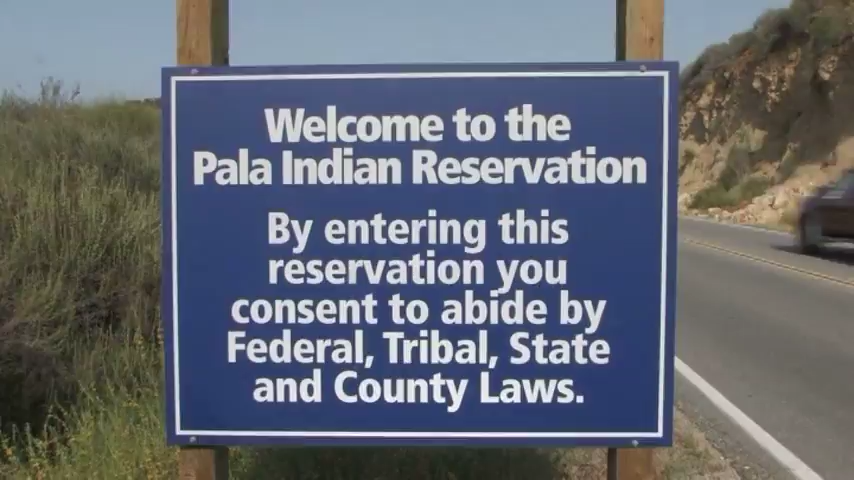 Welcome to the
Pala Indian Reservation
By entering this
reservation you
consent to abide by
Federal, Tribal, State
and County Laws.